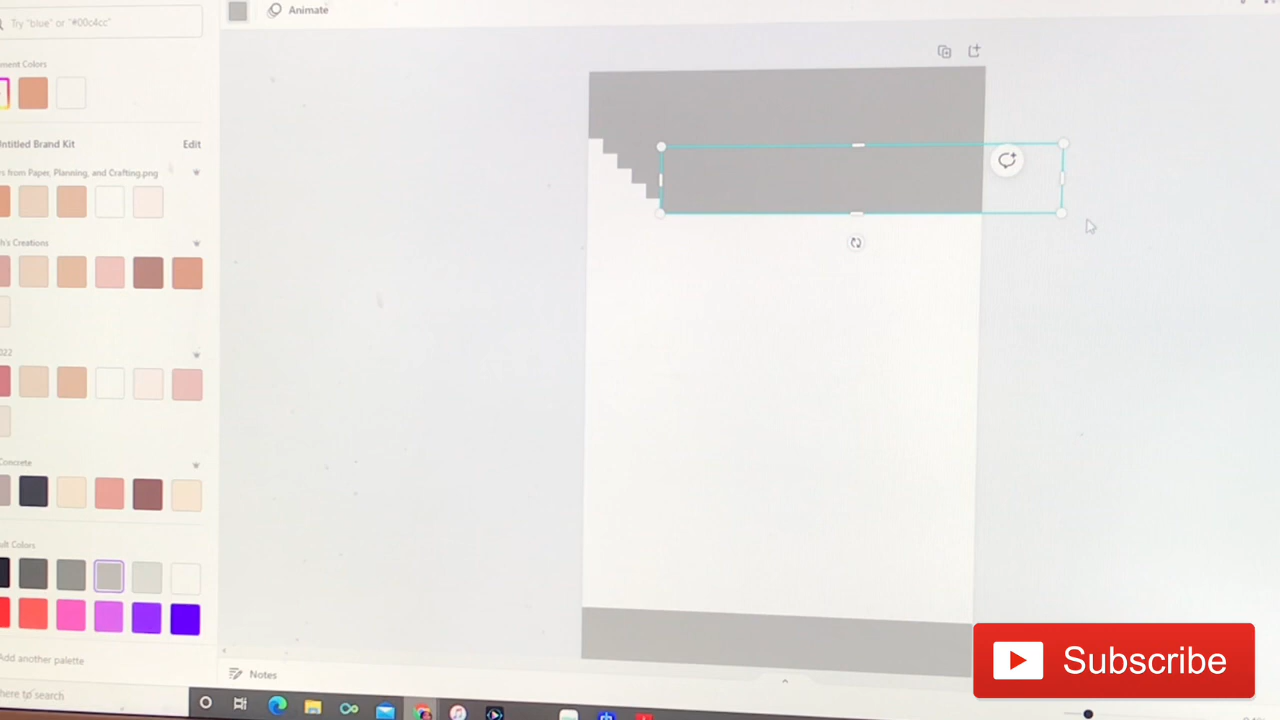 Try "blue" or "#00c4cc"
Animate
ment Colors
ntitled Brand Kit
Edit
s from Paper, Planning, and Crafting.png
h's Creations
022
Concrete
ult Colors
Add another palette
Notes
here to search
Subscribe